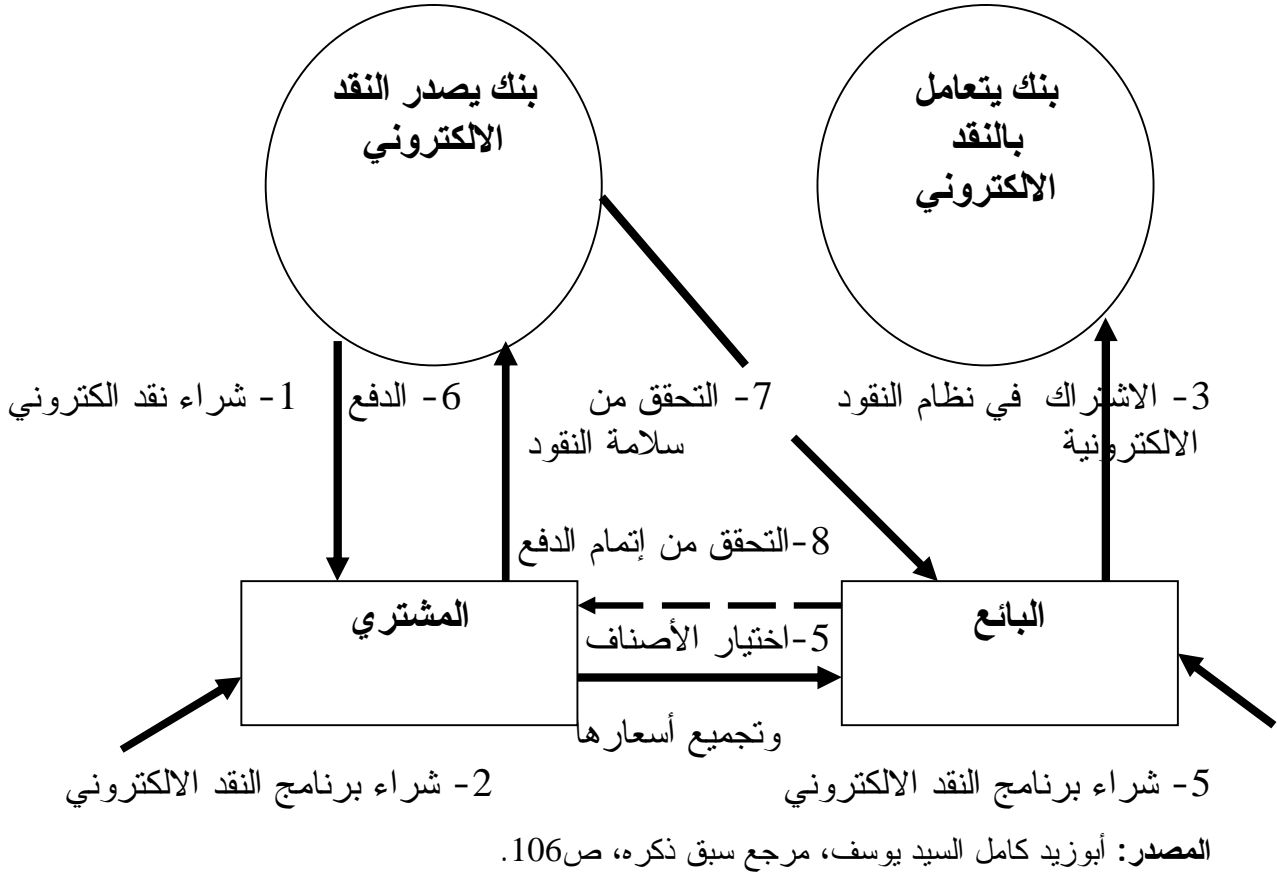 بنك يتعامل
بالنقد
الالكتروني
بنك يصدر النقد
الالكتروني
3- الاشتراك في نظام النقود
الالكترونية
7- التحقق من
سلامة النقود
6- الدفع
1- شراء نقد الكتروني
8-التحقق من إتمام الدفع
البائع
المشتري
5-اختيار الأصناف
وتجميع أسعارها
5- شراء برنامج النقد الالكتروني
2- شراء برنامج النقد الالكتروني
المصدر: أبوزيد كامل السيد يوسف، مرجع سبق ذكره، ص106.